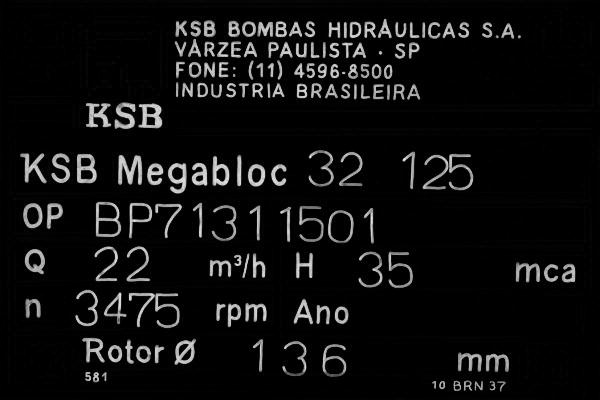 KSB BOMBAS HIDRÁULICAS S.A.
VÁRZEA PAULISTA · SP
FONE: (11) 4596-8500
INDUSTRIA BRASILEIRA
KSB
KSB Megabloc 32 125
OP BP71311501
Q 22 m³/h H 35 mca
n 3475 rpm Ano
Rotor Ø 136 mm
581 10 BRN 37